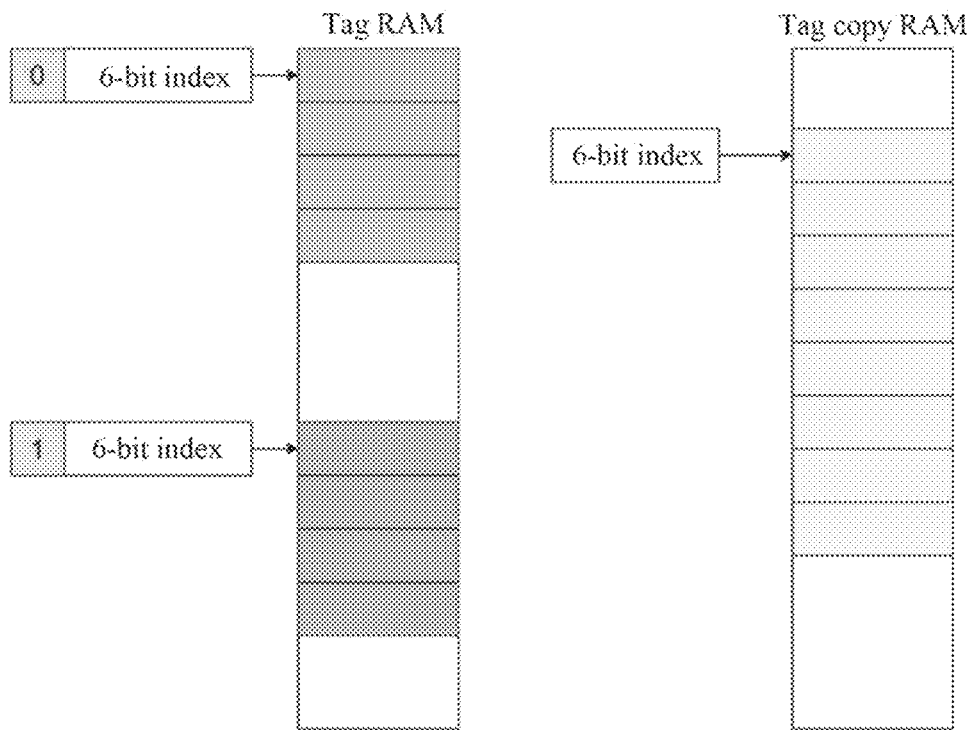 Tag RAM
0 6-bit index
1 6-bit index
Tag copy RAM
6-bit index